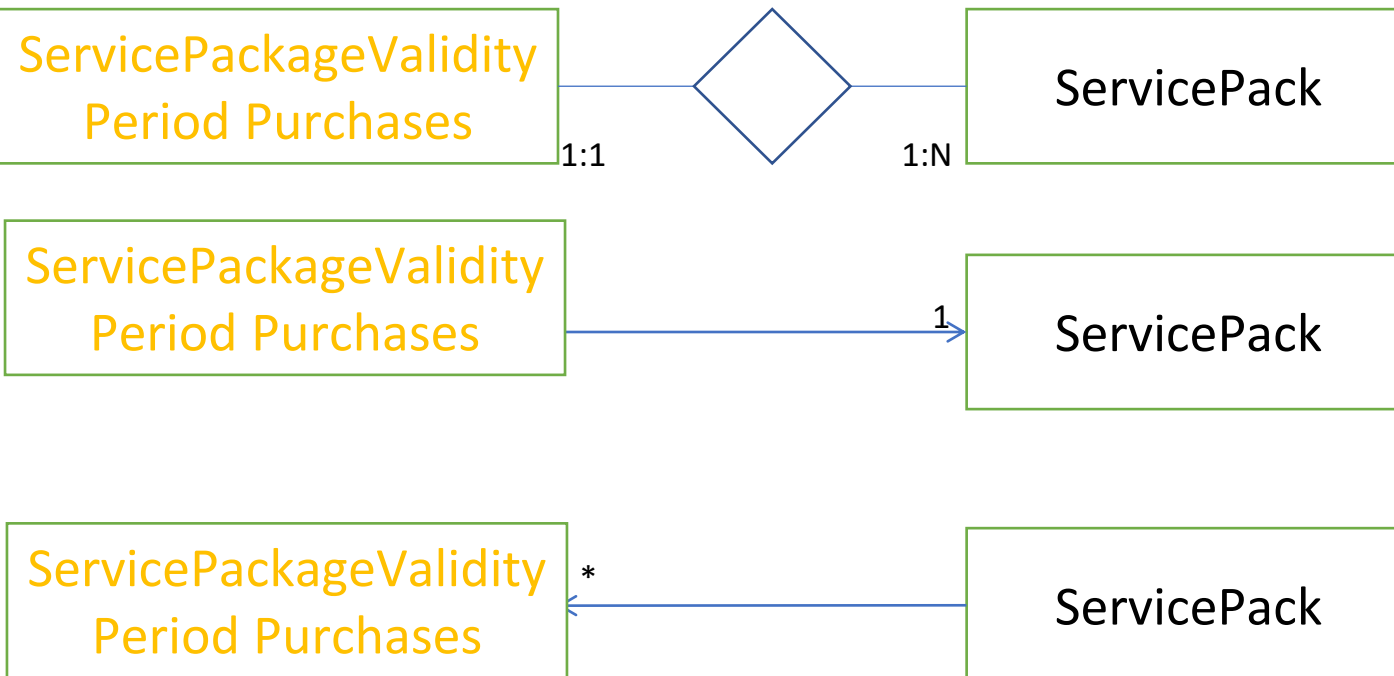 ServicePackageValidity
Period Purchases
ServicePack
1:1
1:N
ServicePackageValidity
Period Purchases
1
ServicePack
ServicePackageValidity
Period Purchases
*
ServicePack